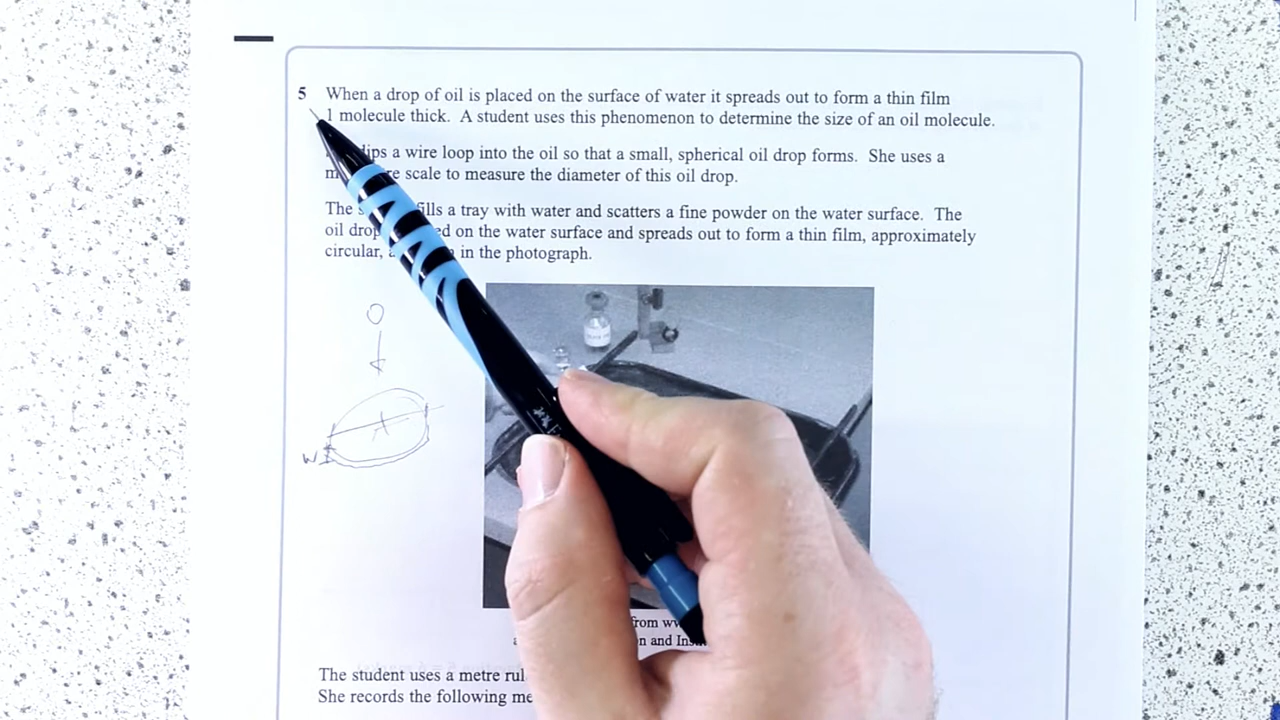 5 When a drop of oil is placed on the surface of water it spreads out to form a thin film
1 molecule thick. A student uses this phenomenon to determine the size of an oil molecule.
a wire loop into the oil so that a small, spherical oil drop forms. She uses a
scale to measure the diameter of this oil drop.
The a tray with water and scatters a fine powder on the water surface. The
oil drop on the water surface and spreads out to form a thin film, approximately
circular, in the photograph.
W
from
and
The student uses a metre
She records the following